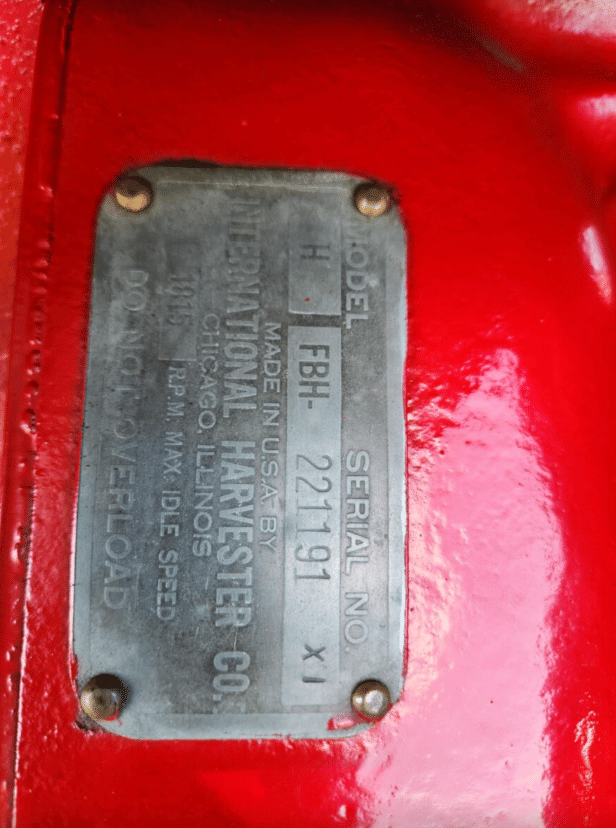 MODEL SERIAL NO.
H FBH- 221191 X1
MADE IN U.S.A. BY
INTERNATIONAL HARVESTER CO.
CHICAGO, ILLINOIS
1815 R.P.M. MAX. IDLE SPEED
DO NOT OVERLOAD